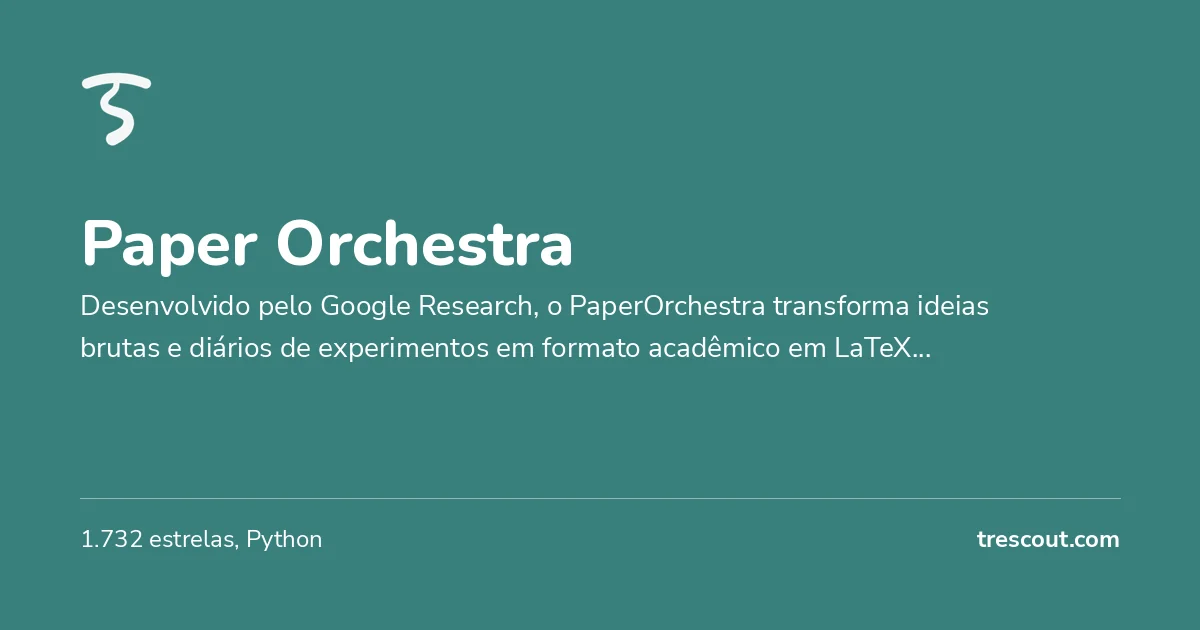 Paper Orchestra
Desenvolvido pelo Google Research, o PaperOrchestra transforma ideias
brutas e diários de experimentos em formato acadêmico em LaTeX...
1.732 estrelas, Python
trescout.com